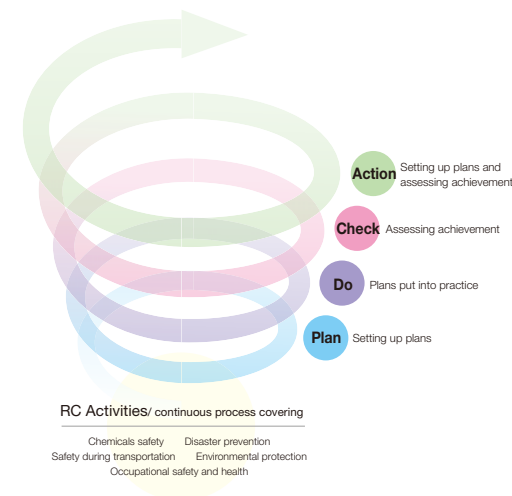 Action Setting up plans and
assessing achievement
Check Assessing achievement
Do Plans put into practice
Plan Setting up plans
RC Activities/ continuous process covering
Chemicals safety Disaster prevention
Safety during transportation Environmental protection
Occupational safety and health